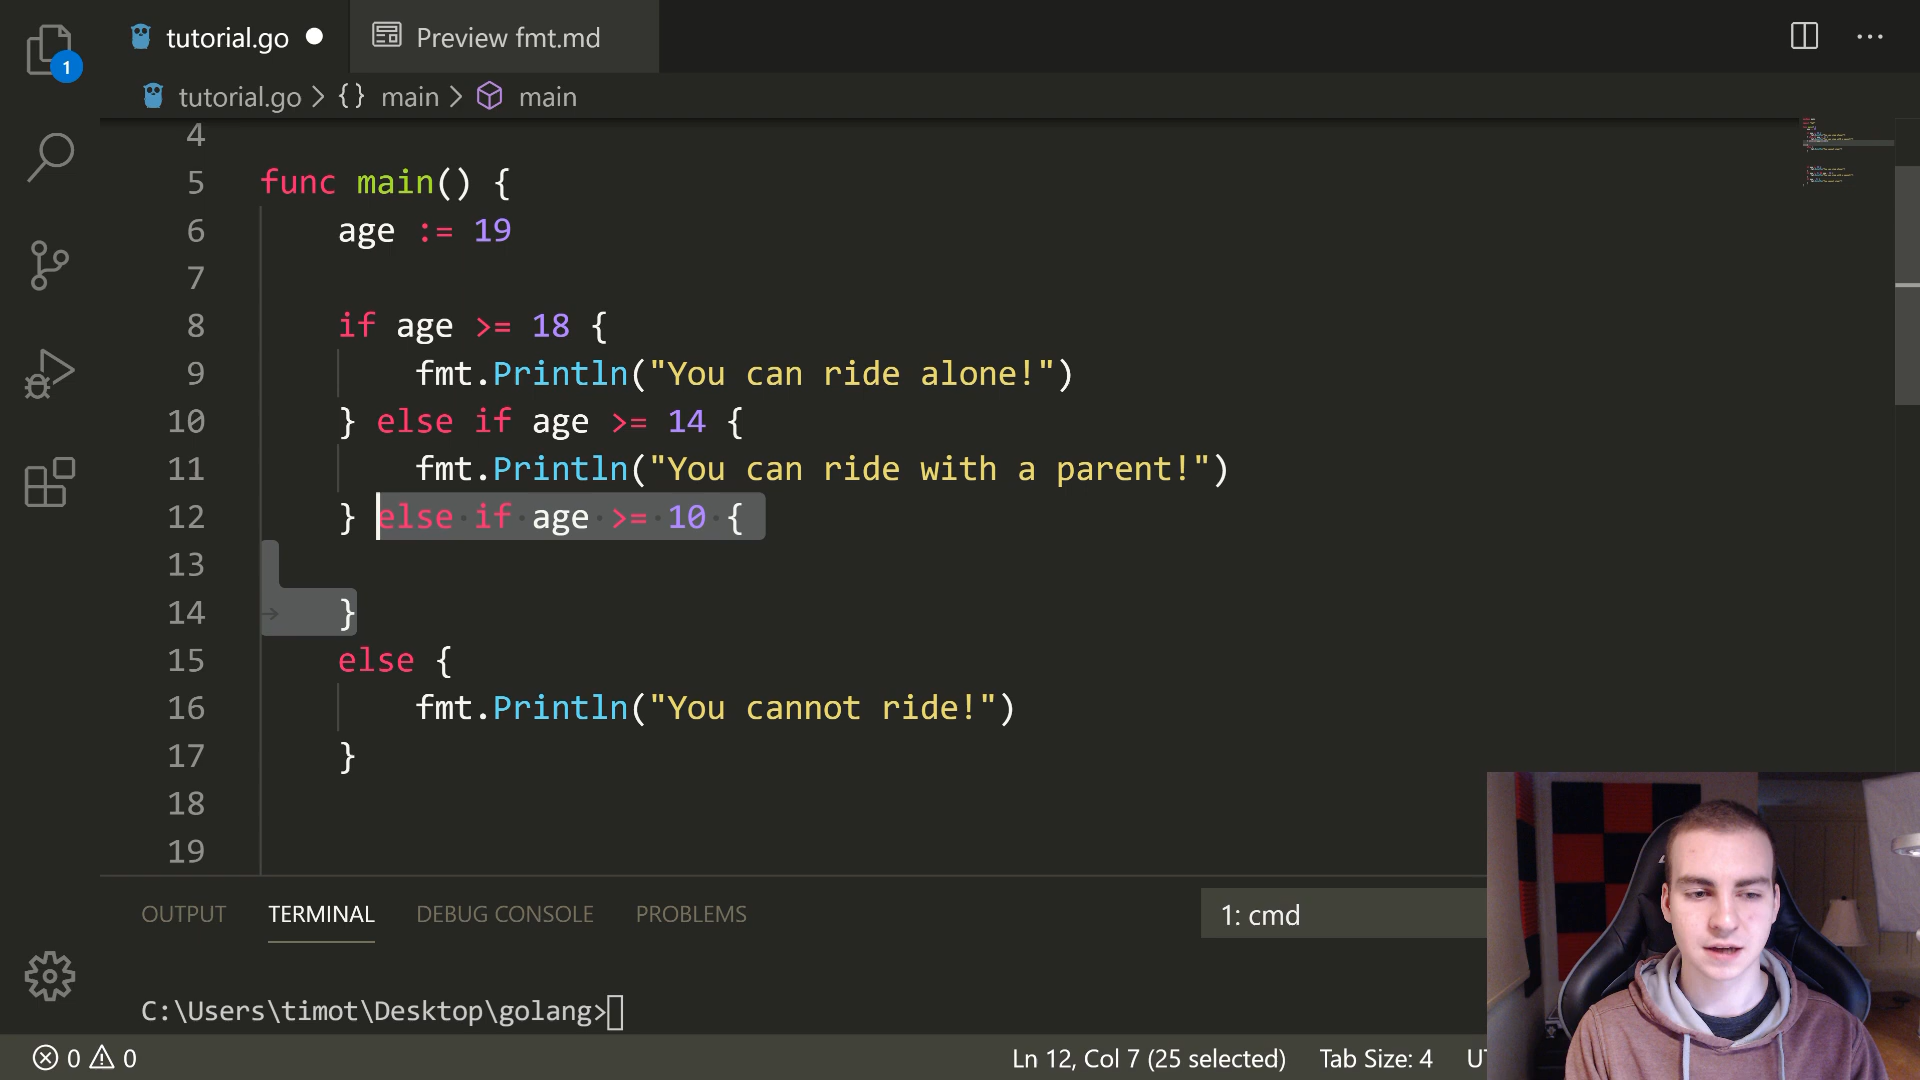 tutorial.go
Preview fmt.md
1
tutorial.go > {} main > main
4
5 func main() {
6 age := 19
7
8 if age >= 18 {
9 fmt.Println("You can ride alone!")
10 } else if age >= 14 {
11 fmt.Println("You can ride with a parent!")
12 } else if age >= 10 {
13
14 }
15 else {
16 fmt.Println("You cannot ride!")
17 }
18
19
OUTPUT TERMINAL DEBUG CONSOLE PROBLEMS 1: cmd
C:\Users\timot\Desktop\golang>
0 0 Ln 12, Col 7 (25 selected) Tab Size: 4